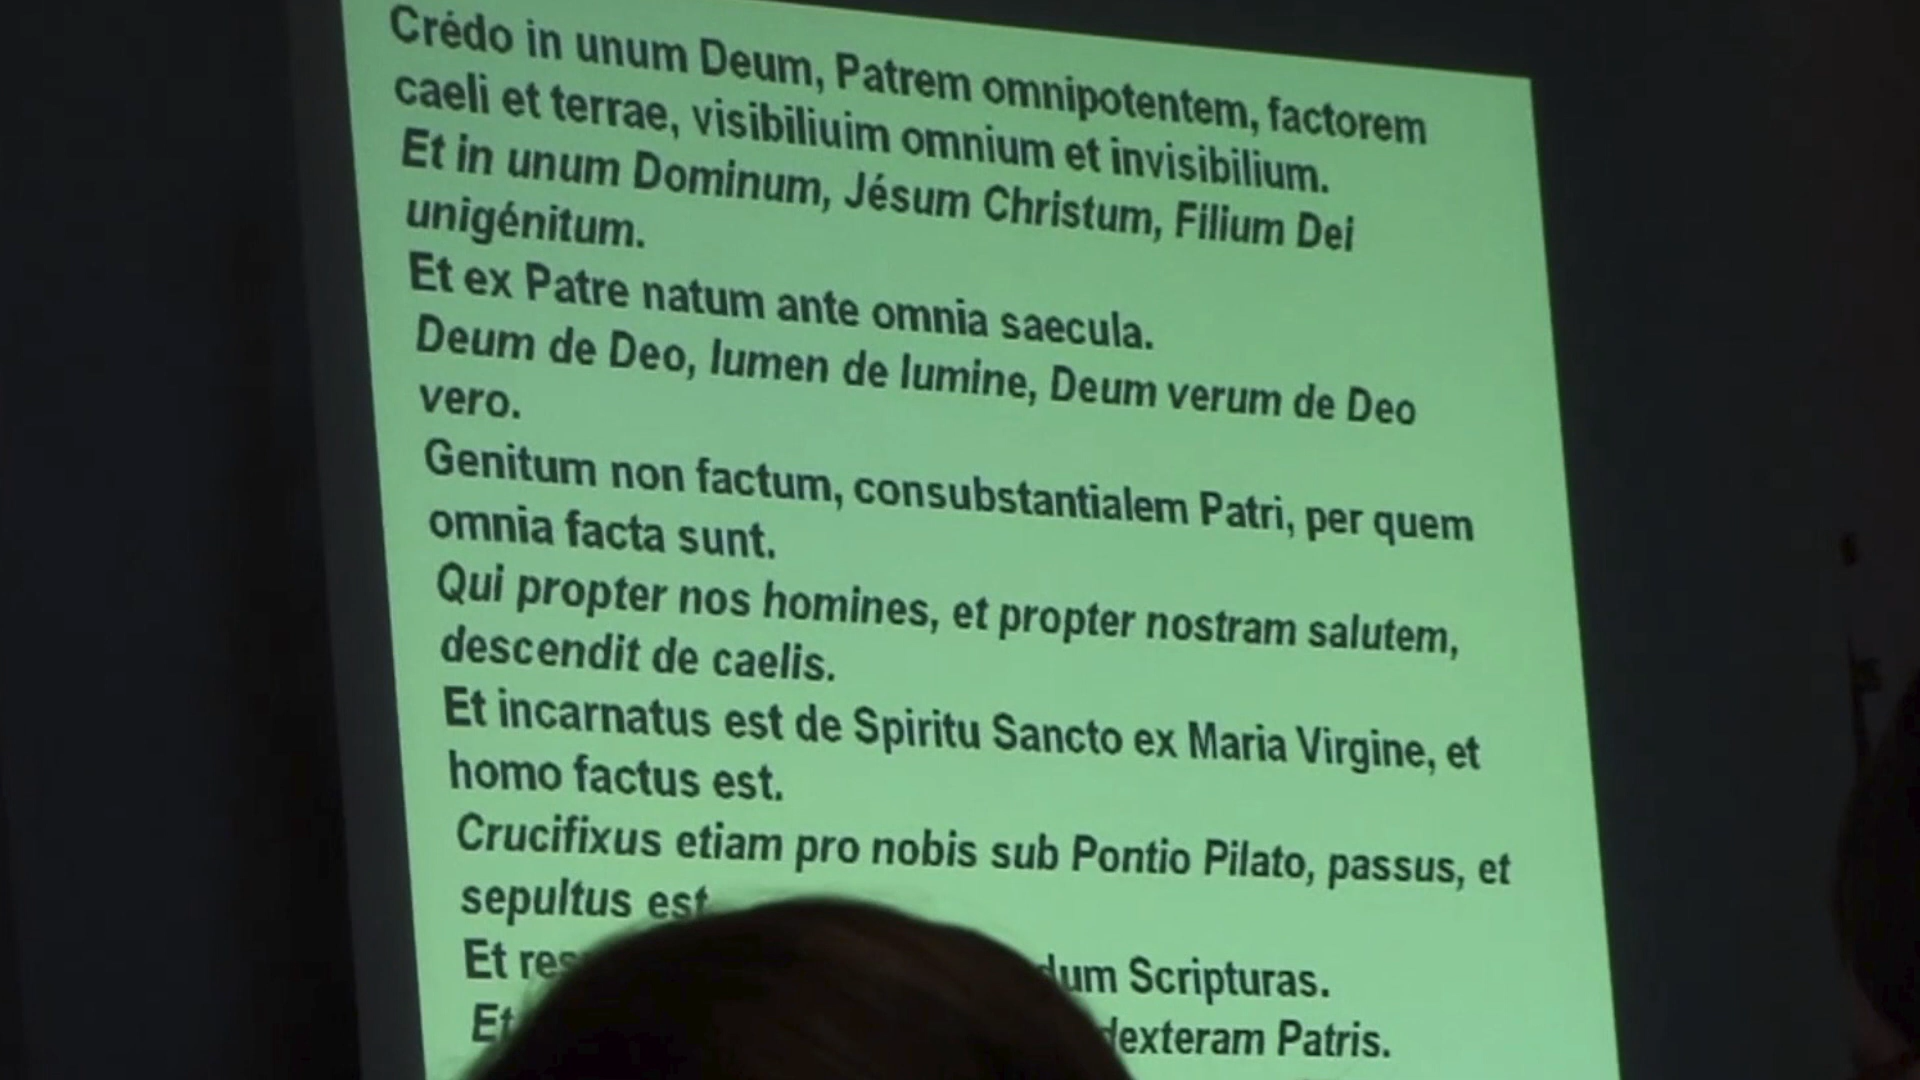 Crédo in unum Deum, Patrem omnipotentem, factorem
caeli et terrae, visibiliuim omnium et invisibilium.
Et in unum Dominum, Jésum Christum, Filium Dei
unigénitum.
Et ex Patre natum ante omnia saecula.
Deum de Deo, lumen de lumine, Deum verum de Deo
vero.
Genitum non factum, consubstantialem Patri, per quem
omnia facta sunt.
Qui propter nos homines, et propter nostram salutem,
descendit de caelis.
Et incarnatus est de Spiritu Sancto ex Maria Virgine, et
homo factus est.
Crucifixus etiam pro nobis sub Pontio Pilato, passus, et
sepultus est
Et Scripturas.
Et Patris.